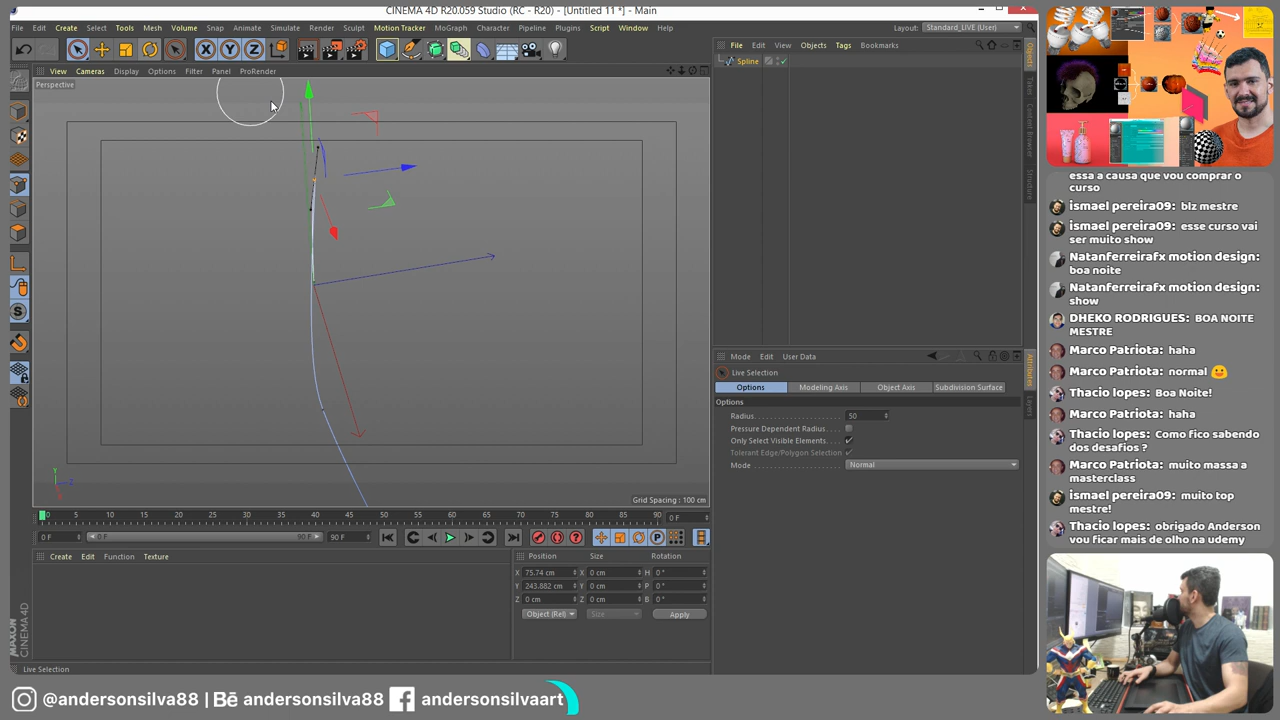 CINEMA 4D R20.059 Studio (RC - R20) - [Untitled 11 *] - Main
File Edit Create Select Tools Mesh Volume Snap Animate Simulate Render Sculpt Motion Tracker MoGraph Character Pipeline Plugins Script Window Help
Layout: Standard_LIVE (User)
X Y Z
File Edit View Objects Tags Bookmarks
View Cameras Display Options Filter Panel ProRender
Spline
Perspective
Objects
Takes
Content Browser
Structure
Mode Edit User Data
Live Selection
Options Modeling Axis Object Axis Subdivision Surface
Options
Radius 50
Pressure Dependent Radius
Only Select Visible Elements
Tolerant Edge/Polygon Selection
Mode Normal
Attributes
Layers
Y
Z
Grid Spacing : 100 cm
0 5 10 15 20 25 30 35 40 45 50 55 60 65 70 75 80 85 90 0 F
0 F 0 F 90 F 90 F
Create Edit Function Texture
Position Size Rotation
X 75.74 cm X 0 cm H 0 °
Y 243.882 cm Y 0 cm P 0 °
Z 0 cm Z 0 cm B 0 °
Object (Rel) Size Apply
MAXON CINEMA 4D
Live Selection
essa a causa que vou comprar o
curso
ismael pereira09: blz mestre
ismael pereira09: esse curso vai
ser muito show
Natanferreirafx motion design:
boa noite
Natanferreirafx motion design:
show
DHEKO RODRIGUES: BOA NOITE
MESTRE
Marco Patriota: haha
Marco Patriota: normal
Thacio lopes: Boa Noite!
Marco Patriota: haha
Thacio lopes: Como fico sabendo
dos desafios ?
Marco Patriota: muito massa a
masterclass
ismael pereira09: muito top
mestre!
Thacio lopes: obrigado Anderson
vou ficar mais de olho na udemy
@andersonsilva88 | Bē andersonsilva88 andersonsilvaart